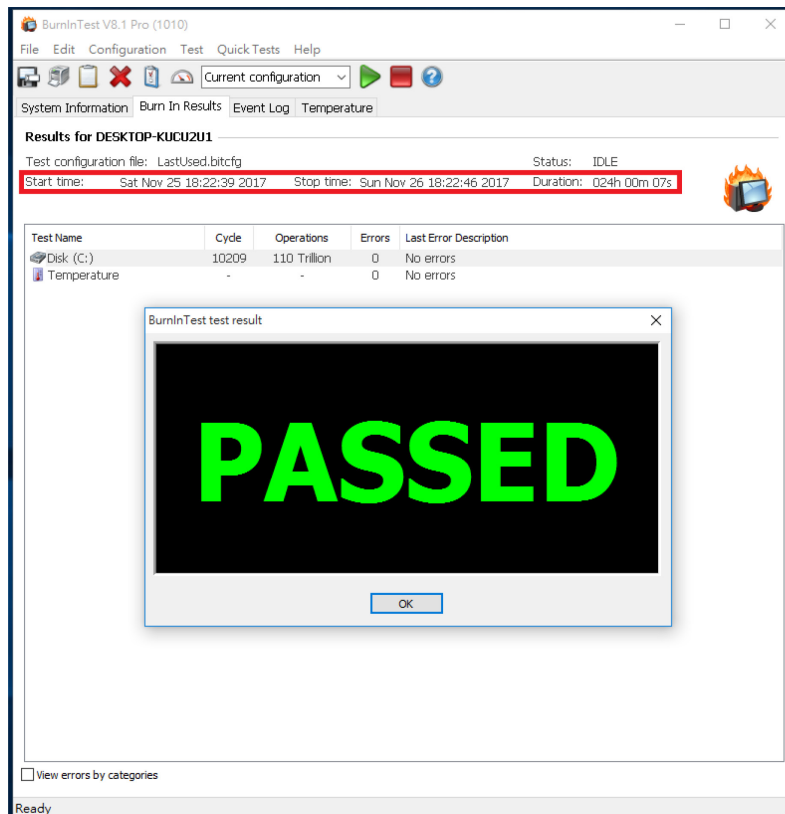 BurnInTest V8.1 Pro (1010)
File Edit Configuration Test Quick Tests Help
Current configuration
System Information Burn In Results Event Log Temperature
Results for DESKTOP-KUCU2U1
Test configuration file: LastUsed.bitcfg Status: IDLE
Start time: Sat Nov 25 18:22:39 2017 Stop time: Sun Nov 26 18:22:46 2017 Duration: 024h 00m 07s
Test Name Cycle Operations Errors Last Error Description
Disk (C:) 10209 110 Trillion 0 No errors
Temperature - - 0 No errors
BurnInTest test result
PASSED
OK
View errors by categories
Ready